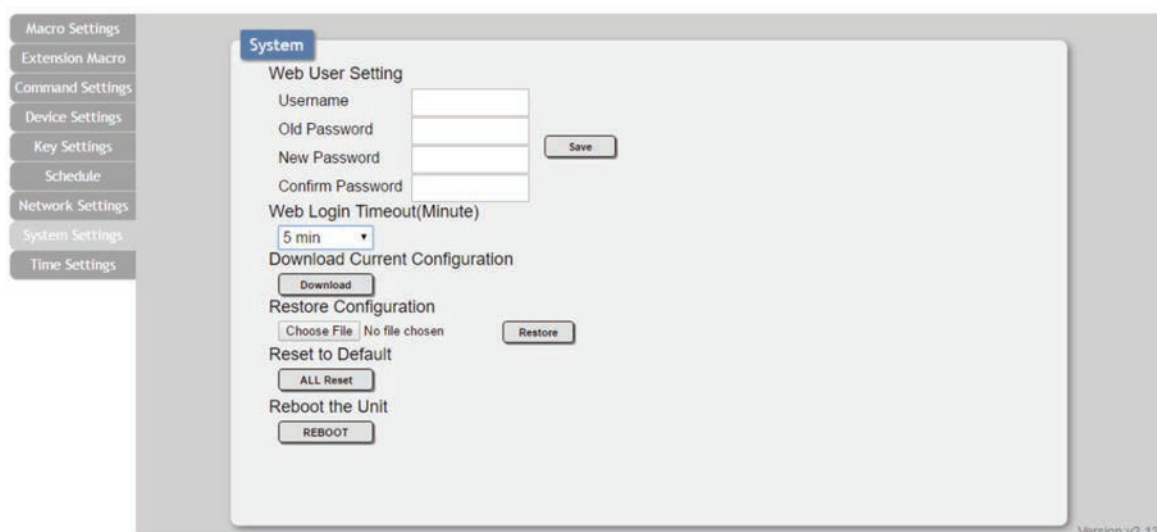 Macro Settings
Extension Macro
Command Settings
Device Settings
Key Settings
Schedule
Network Settings
System Settings
Time Settings
System
Web User Setting
Username
Old Password
New Password
Confirm Password
Save
Web Login Timeout(Minute)
5 min
Download Current Configuration
Download
Restore Configuration
Choose File No file chosen Restore
Reset to Default
ALL Reset
Reboot the Unit
REBOOT